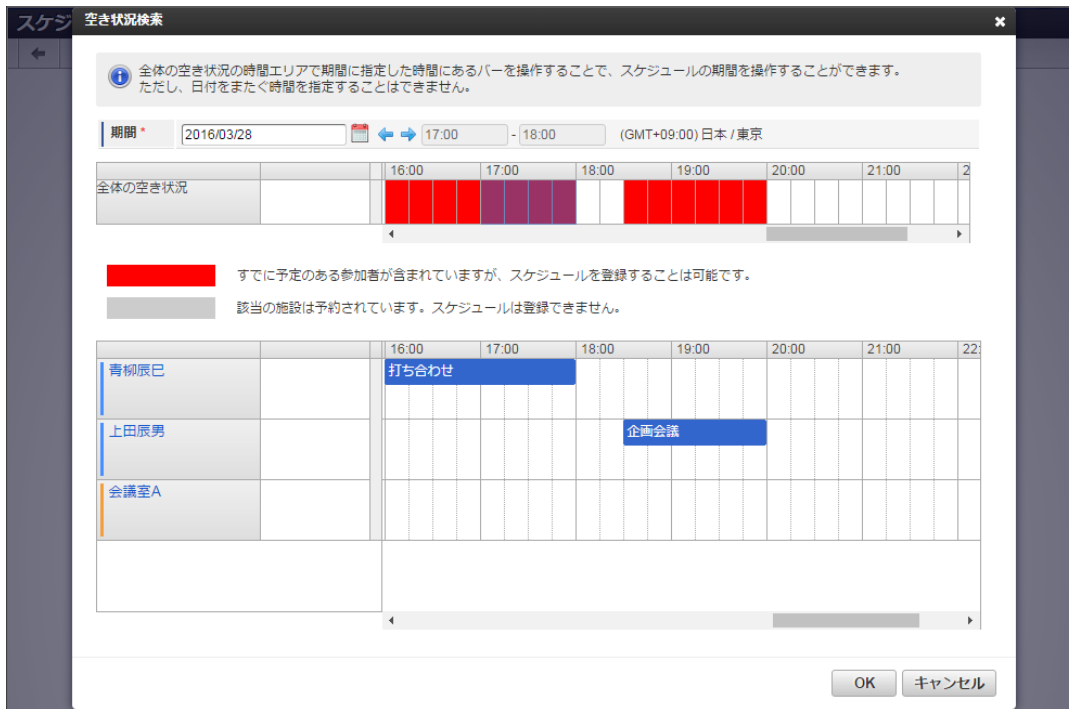 スケジ
空き状況検索
全体の空き状況の時間エリアで期間に指定した時間にあるバーを操作することで、スケジュールの期間を操作することができます。
ただし、日付をまたぐ時間を指定することはできません。
期間 * 2016/03/28 17:00 - 18:00 (GMT+09:00) 日本 / 東京
16:00 17:00 18:00 19:00 20:00 21:00 2
全体の空き状況
すでに予定のある参加者が含まれていますが、スケジュールを登録することは可能です。
該当の施設は予約されています。スケジュールは登録できません。
16:00 17:00 18:00 19:00 20:00 21:00 22:
青柳辰巳 打ち合わせ
上田辰男 企画会議
会議室A
OK キャンセル